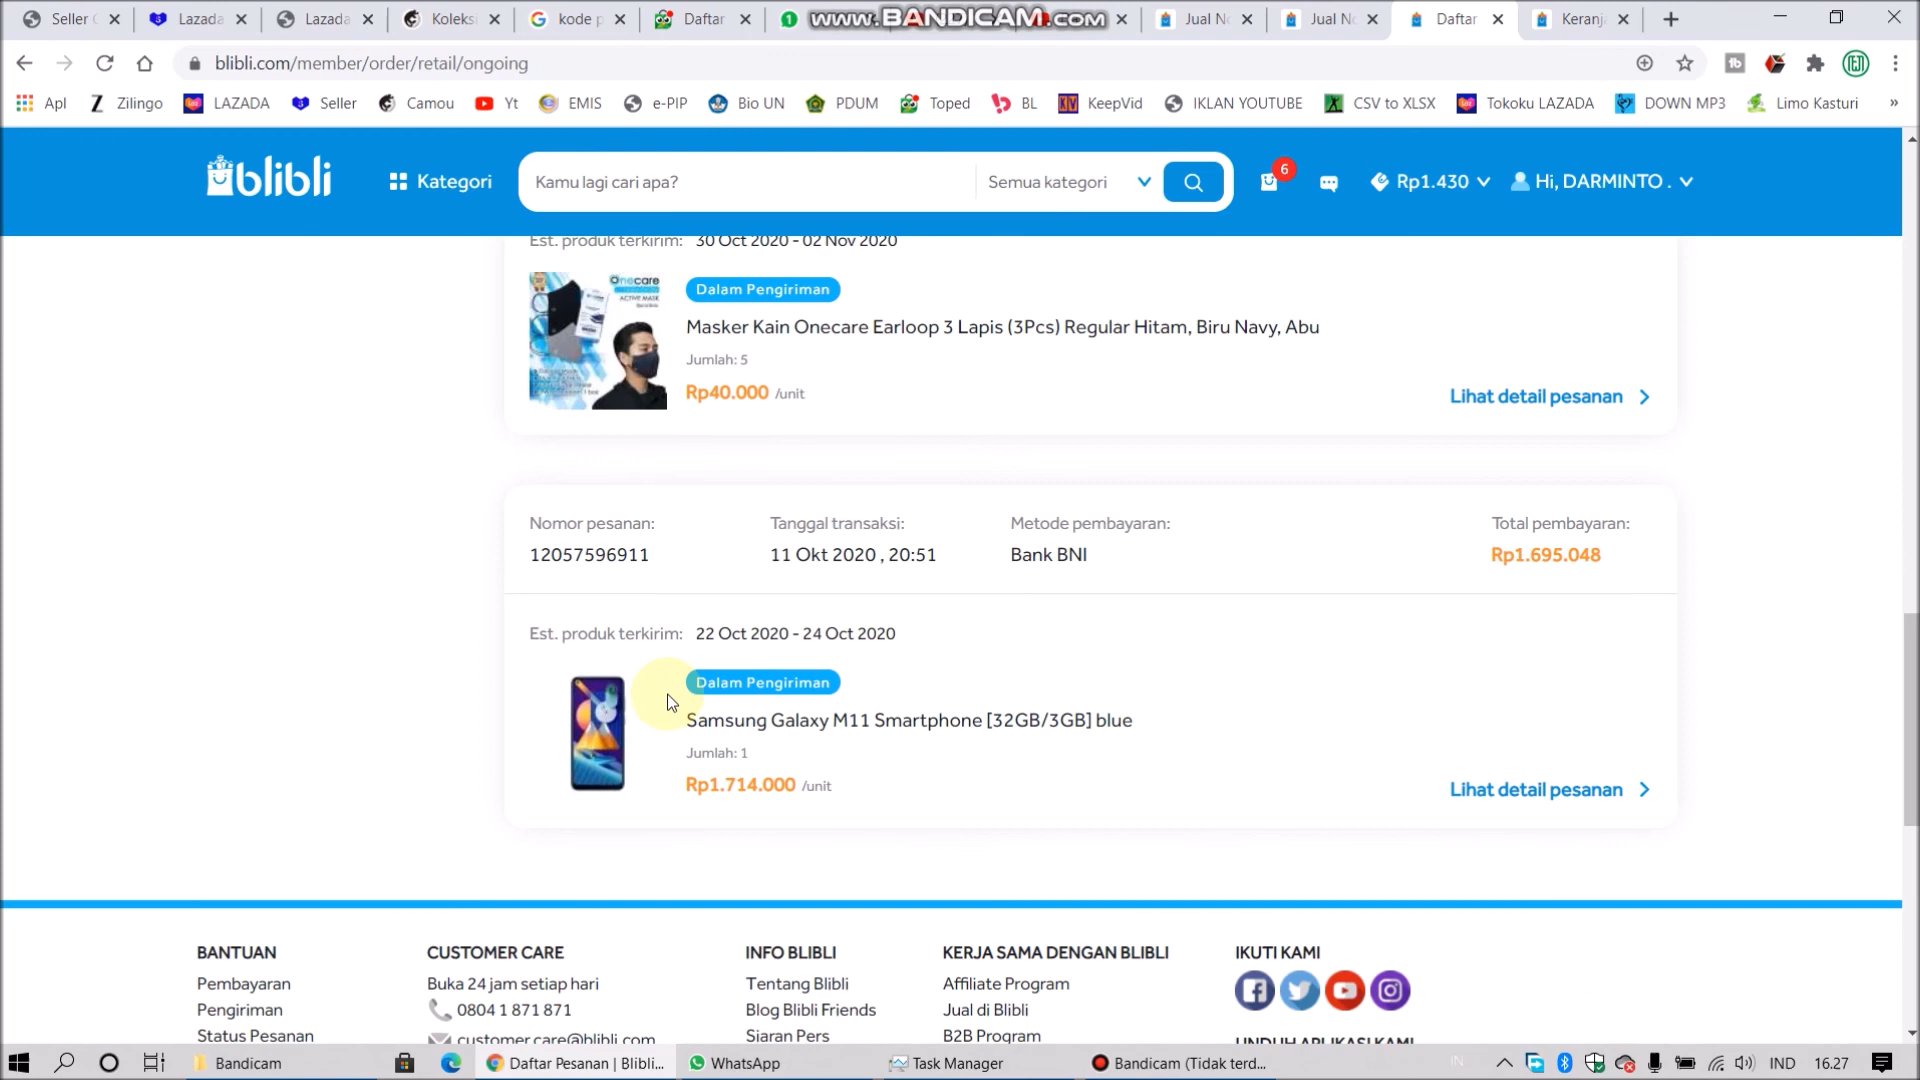 Seller C
Lazada
Lazada
Koleks
kode p
Daftar
www.BANDICAM.com
Jual No
Jual No
Daftar
Keranj
blibli.com/member/order/retail/ongoing
Apl
Zilingo
LAZADA
Seller
Camou
Yt
EMIS
e-PIP
Bio UN
PDUM
Toped
BL
KeepVid
IKLAN YOUTUBE
CSV to XLSX
Tokoku LAZADA
DOWN MP3
Limo Kasturi
»
blibli
Kategori
Kamu lagi cari apa?
Semua kategori
6
Rp1.430
Hi, DARMINTO .
Est. produk terkirim: 30 Oct 2020 - 02 Nov 2020
Onecare
ACTIVE MASK
Dalam Pengiriman
Masker Kain Onecare Earloop 3 Lapis (3Pcs) Regular Hitam, Biru Navy, Abu
Jumlah: 5
Rp40.000 /unit
Lihat detail pesanan
Nomor pesanan:
Tanggal transaksi:
Metode pembayaran:
Total pembayaran:
12057596911
11 Okt 2020 , 20:51
Bank BNI
Rp1.695.048
Est. produk terkirim: 22 Oct 2020 - 24 Oct 2020
Dalam Pengiriman
Samsung Galaxy M11 Smartphone [32GB/3GB] blue
Jumlah: 1
Rp1.714.000 /unit
Lihat detail pesanan
BANTUAN
CUSTOMER CARE
INFO BLIBLI
KERJA SAMA DENGAN BLIBLI
IKUTI KAMI
Pembayaran
Buka 24 jam setiap hari
Tentang Blibli
Affiliate Program
Pengiriman
0804 1 871 871
Blog Blibli Friends
Jual di Blibli
Status Pesanan
customer.care@blibli.com
Siaran Pers
B2B Program
UNDUH APLIKASI KAMI
Bandicam
Daftar Pesanan | Blibli...
WhatsApp
Task Manager
Bandicam (Tidak terd...
IND
16.27